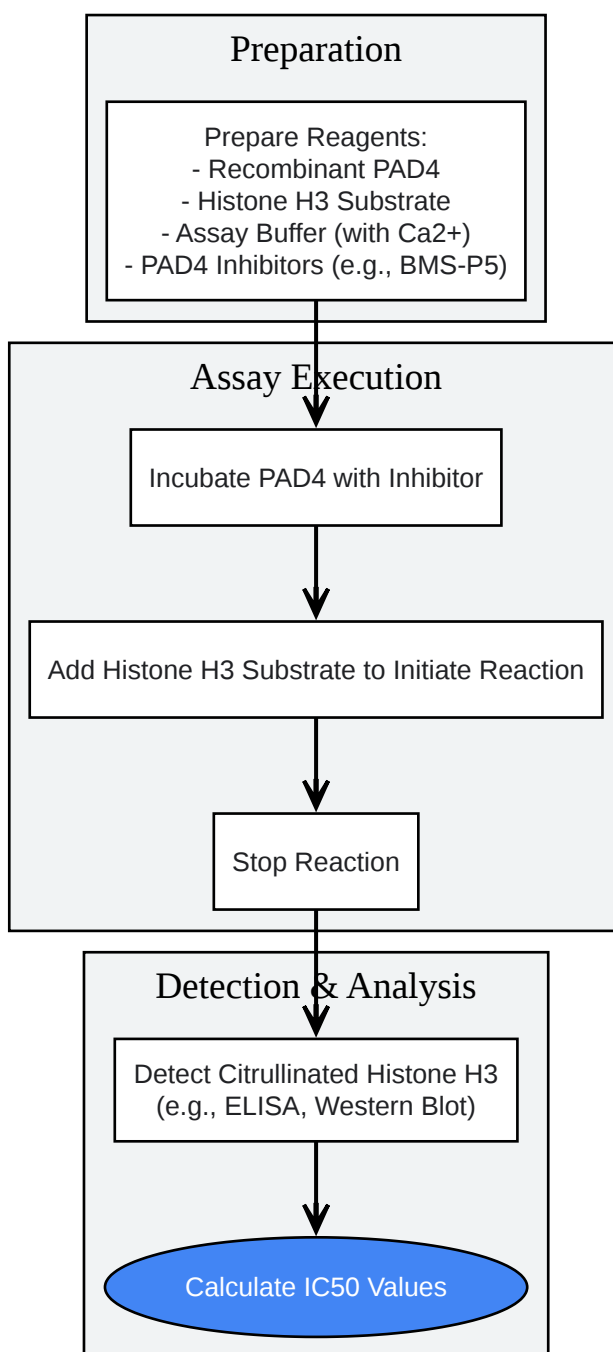 Preparation
Prepare Reagents:
- Recombinant PAD4
- Histone H3 Substrate
- Assay Buffer (with Ca2+)
- PAD4 Inhibitors (e.g., BMS-P5)
Assay Execution
Incubate PAD4 with Inhibitor
Add Histone H3 Substrate to Initiate Reaction
Stop Reaction
Detection & Analysis
Detect Citrullinated Histone H3
(e.g., ELISA, Western Blot)
Calculate IC50 Values